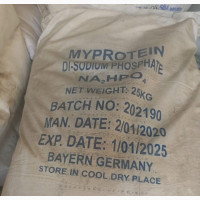 MYPROTEIN
DI-SODIUM PHOSPHATE
NA₂HPO₄
NET WEIGHT: 25KG
BATCH NO: 202190
MAN. DATE: 2/01/2020
EXP. DATE: 1/01/2025
BAYERN GERMANY
STORE IN COOL DRY PLACE